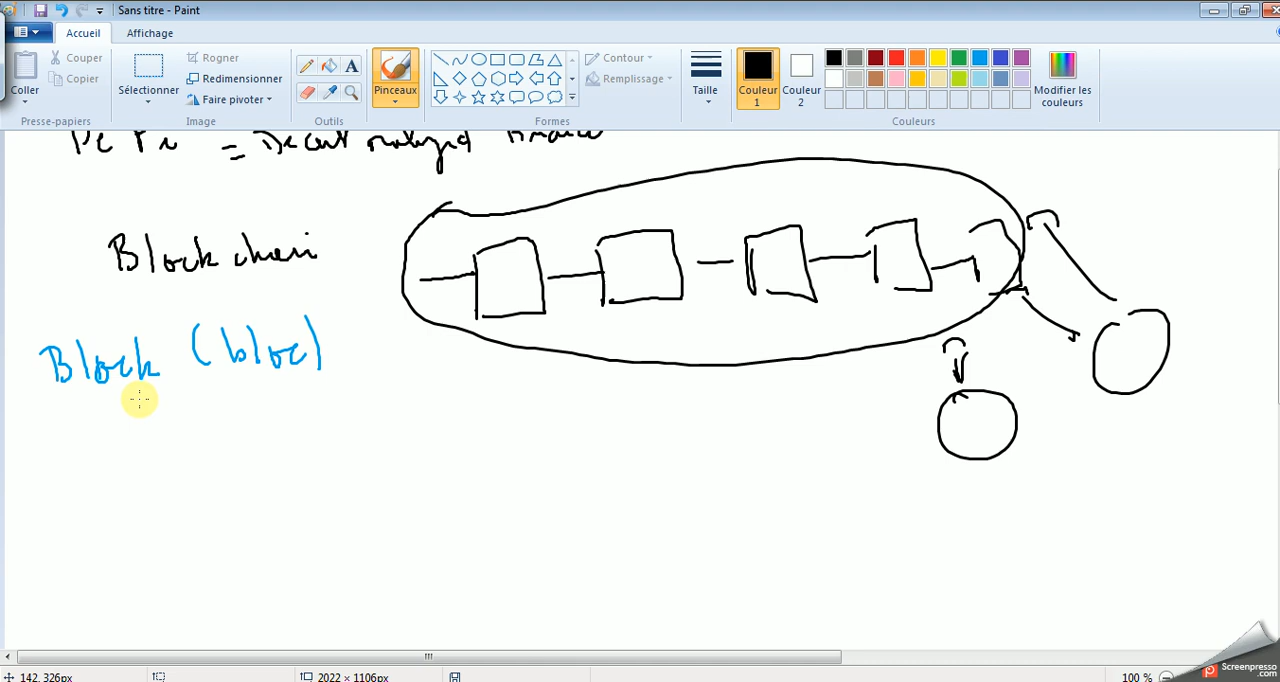 Sans titre - Paint
Accueil
Affichage
Coller
Couper
Copier
Presse-papiers
Sélectionner
Rogner
Redimensionner
Faire pivoter
Image
Outils
Pinceaux
Contour
Remplissage
Formes
Taille
Couleur 1
Couleur 2
Modifier les couleurs
Couleurs
=
Blockchain
Block (bloc)
142, 326px
2022 × 1106px
100 %
Screenpresso
.com